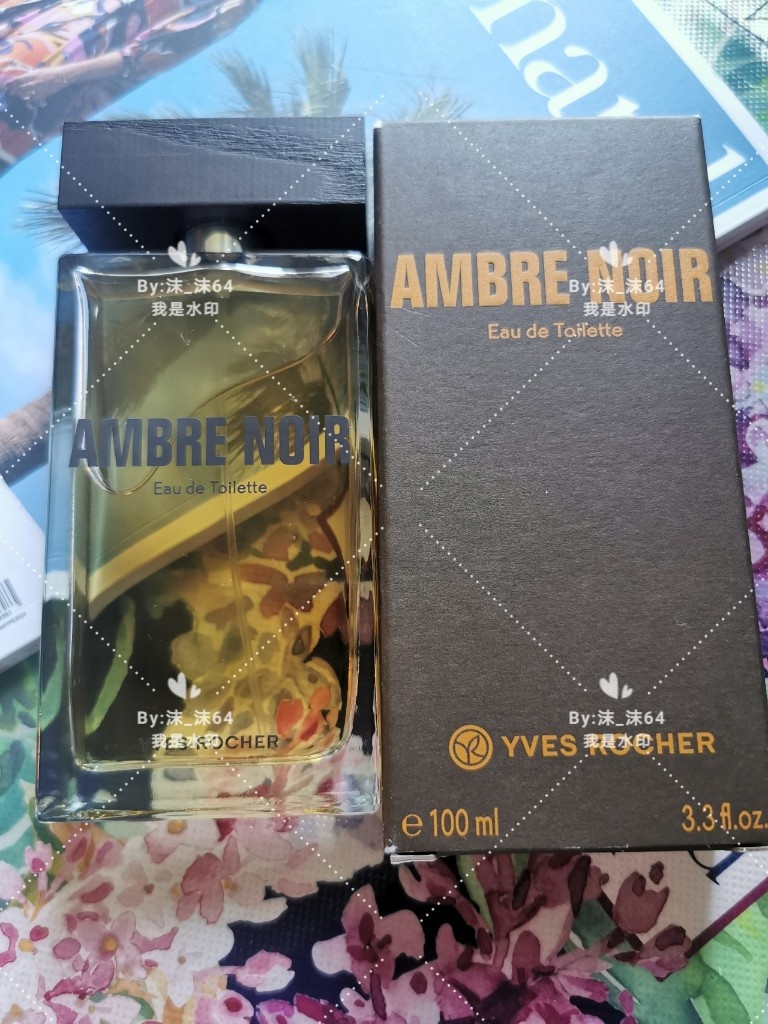 AMBRE NOIR
Eau de Toilette
ROCHER
AMBRE NOIR
Eau de Toilette
YVES ROCHER
e 100 ml
3.3 fl.oz.
By:沫_沫64
我是水印
By:沫_沫64
我是水印
By:沫_沫64
我是水印
By:沫_沫64
我是水印